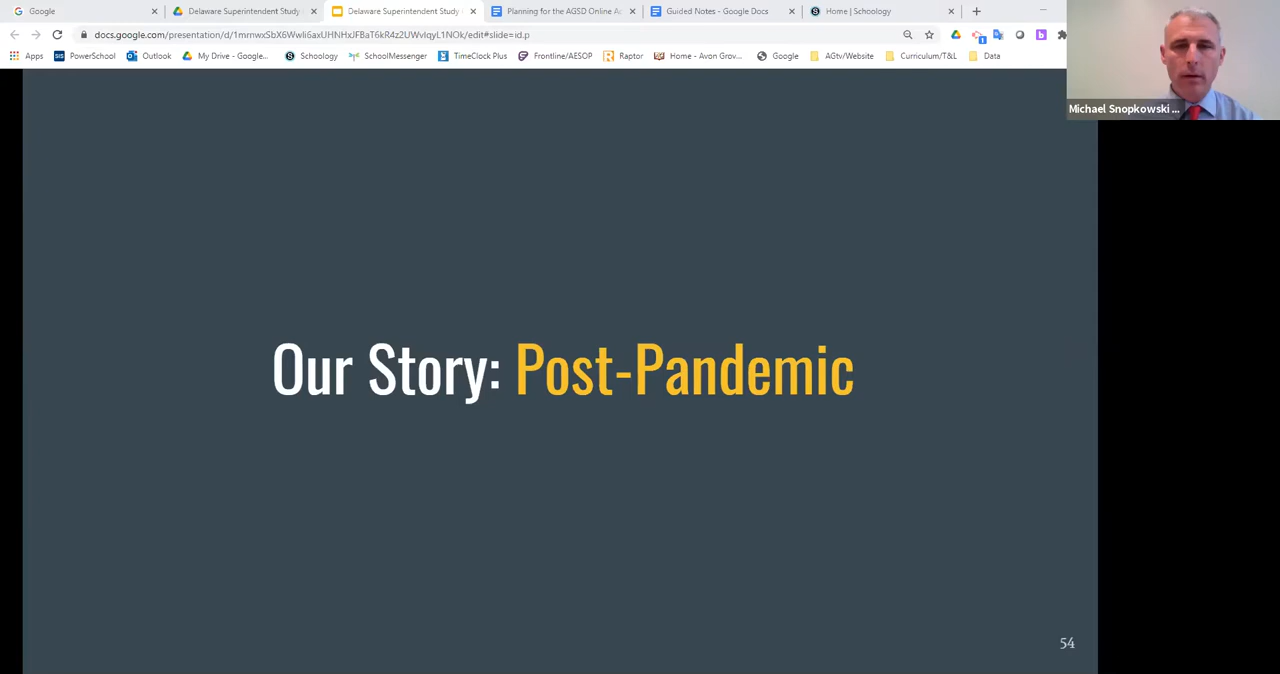 Google
Delaware Superintendent Study
Delaware Superintendent Study
Planning for the AGSD Online A
Guided Notes - Google Docs
Home | Schoology
Apps
PowerSchool
Outlook
My Drive - Google...
Schoology
SchoolMessenger
TimeClock Plus
Frontline/AESOP
Raptor
Home - Avon Grov...
Google
AGtv/Website
Curriculum/T&L
Data
Michael Snopkowski ...
Our Story: Post-Pandemic
54